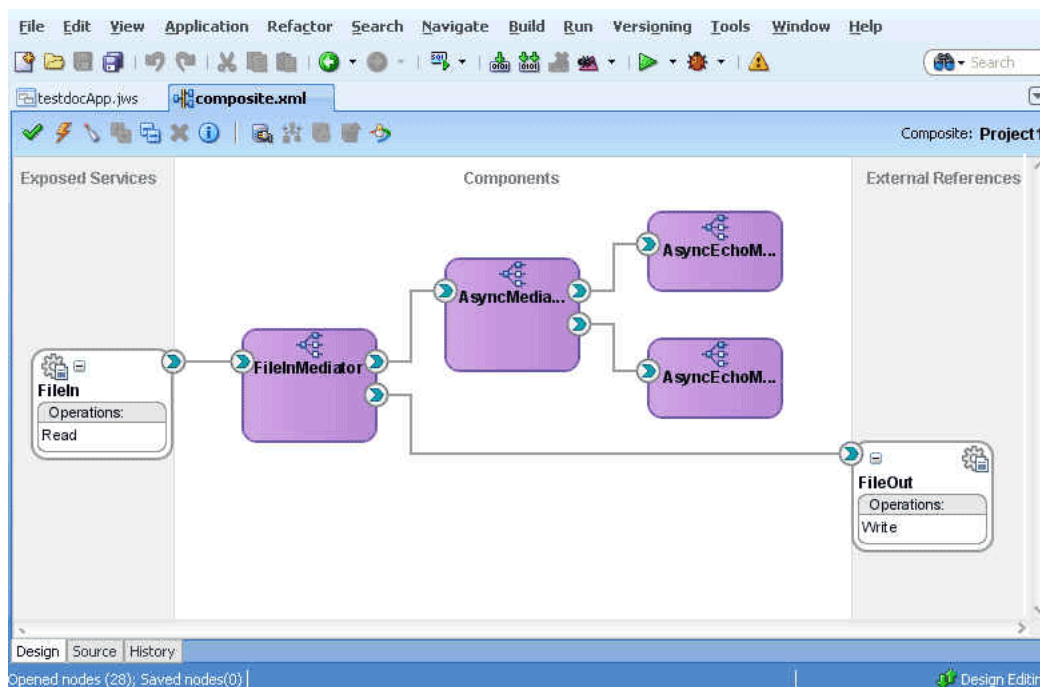 File Edit View Application Refactor Search Navigate Build Run Versioning Tools Window Help
Search
testdocApp.jws composite.xml
Composite: Project1
Exposed Services Components External References
AsyncEchoM...
AsyncMedia...
FileInMediator
AsyncEchoM...
FileIn
Operations:
Read
FileOut
Operations:
Write
Design Source History
Opened nodes (28); Saved nodes(0) Design Editin